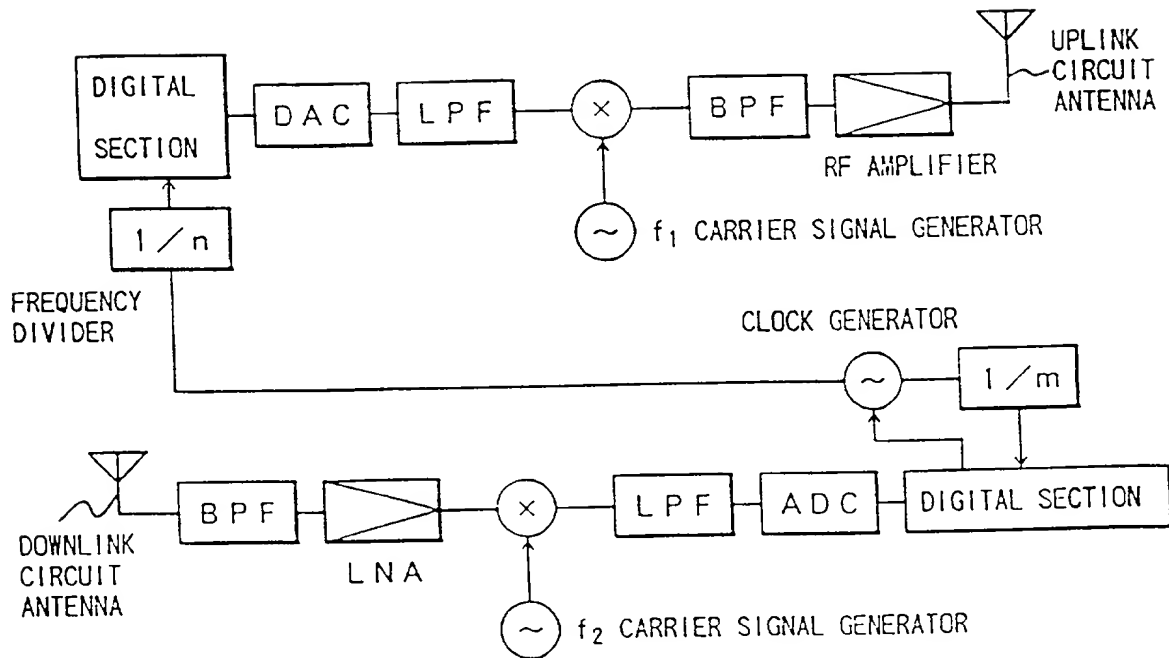 DIGITAL
SECTION
DAC
LPF
×
BPF
RF AMPLIFIER
UPLINK
CIRCUIT
ANTENNA
~
f₁ CARRIER SIGNAL GENERATOR
1/n
FREQUENCY
DIVIDER
CLOCK GENERATOR
~
1/m
DOWNLINK
CIRCUIT
ANTENNA
BPF
LNA
×
LPF
ADC
DIGITAL SECTION
~
f₂ CARRIER SIGNAL GENERATOR